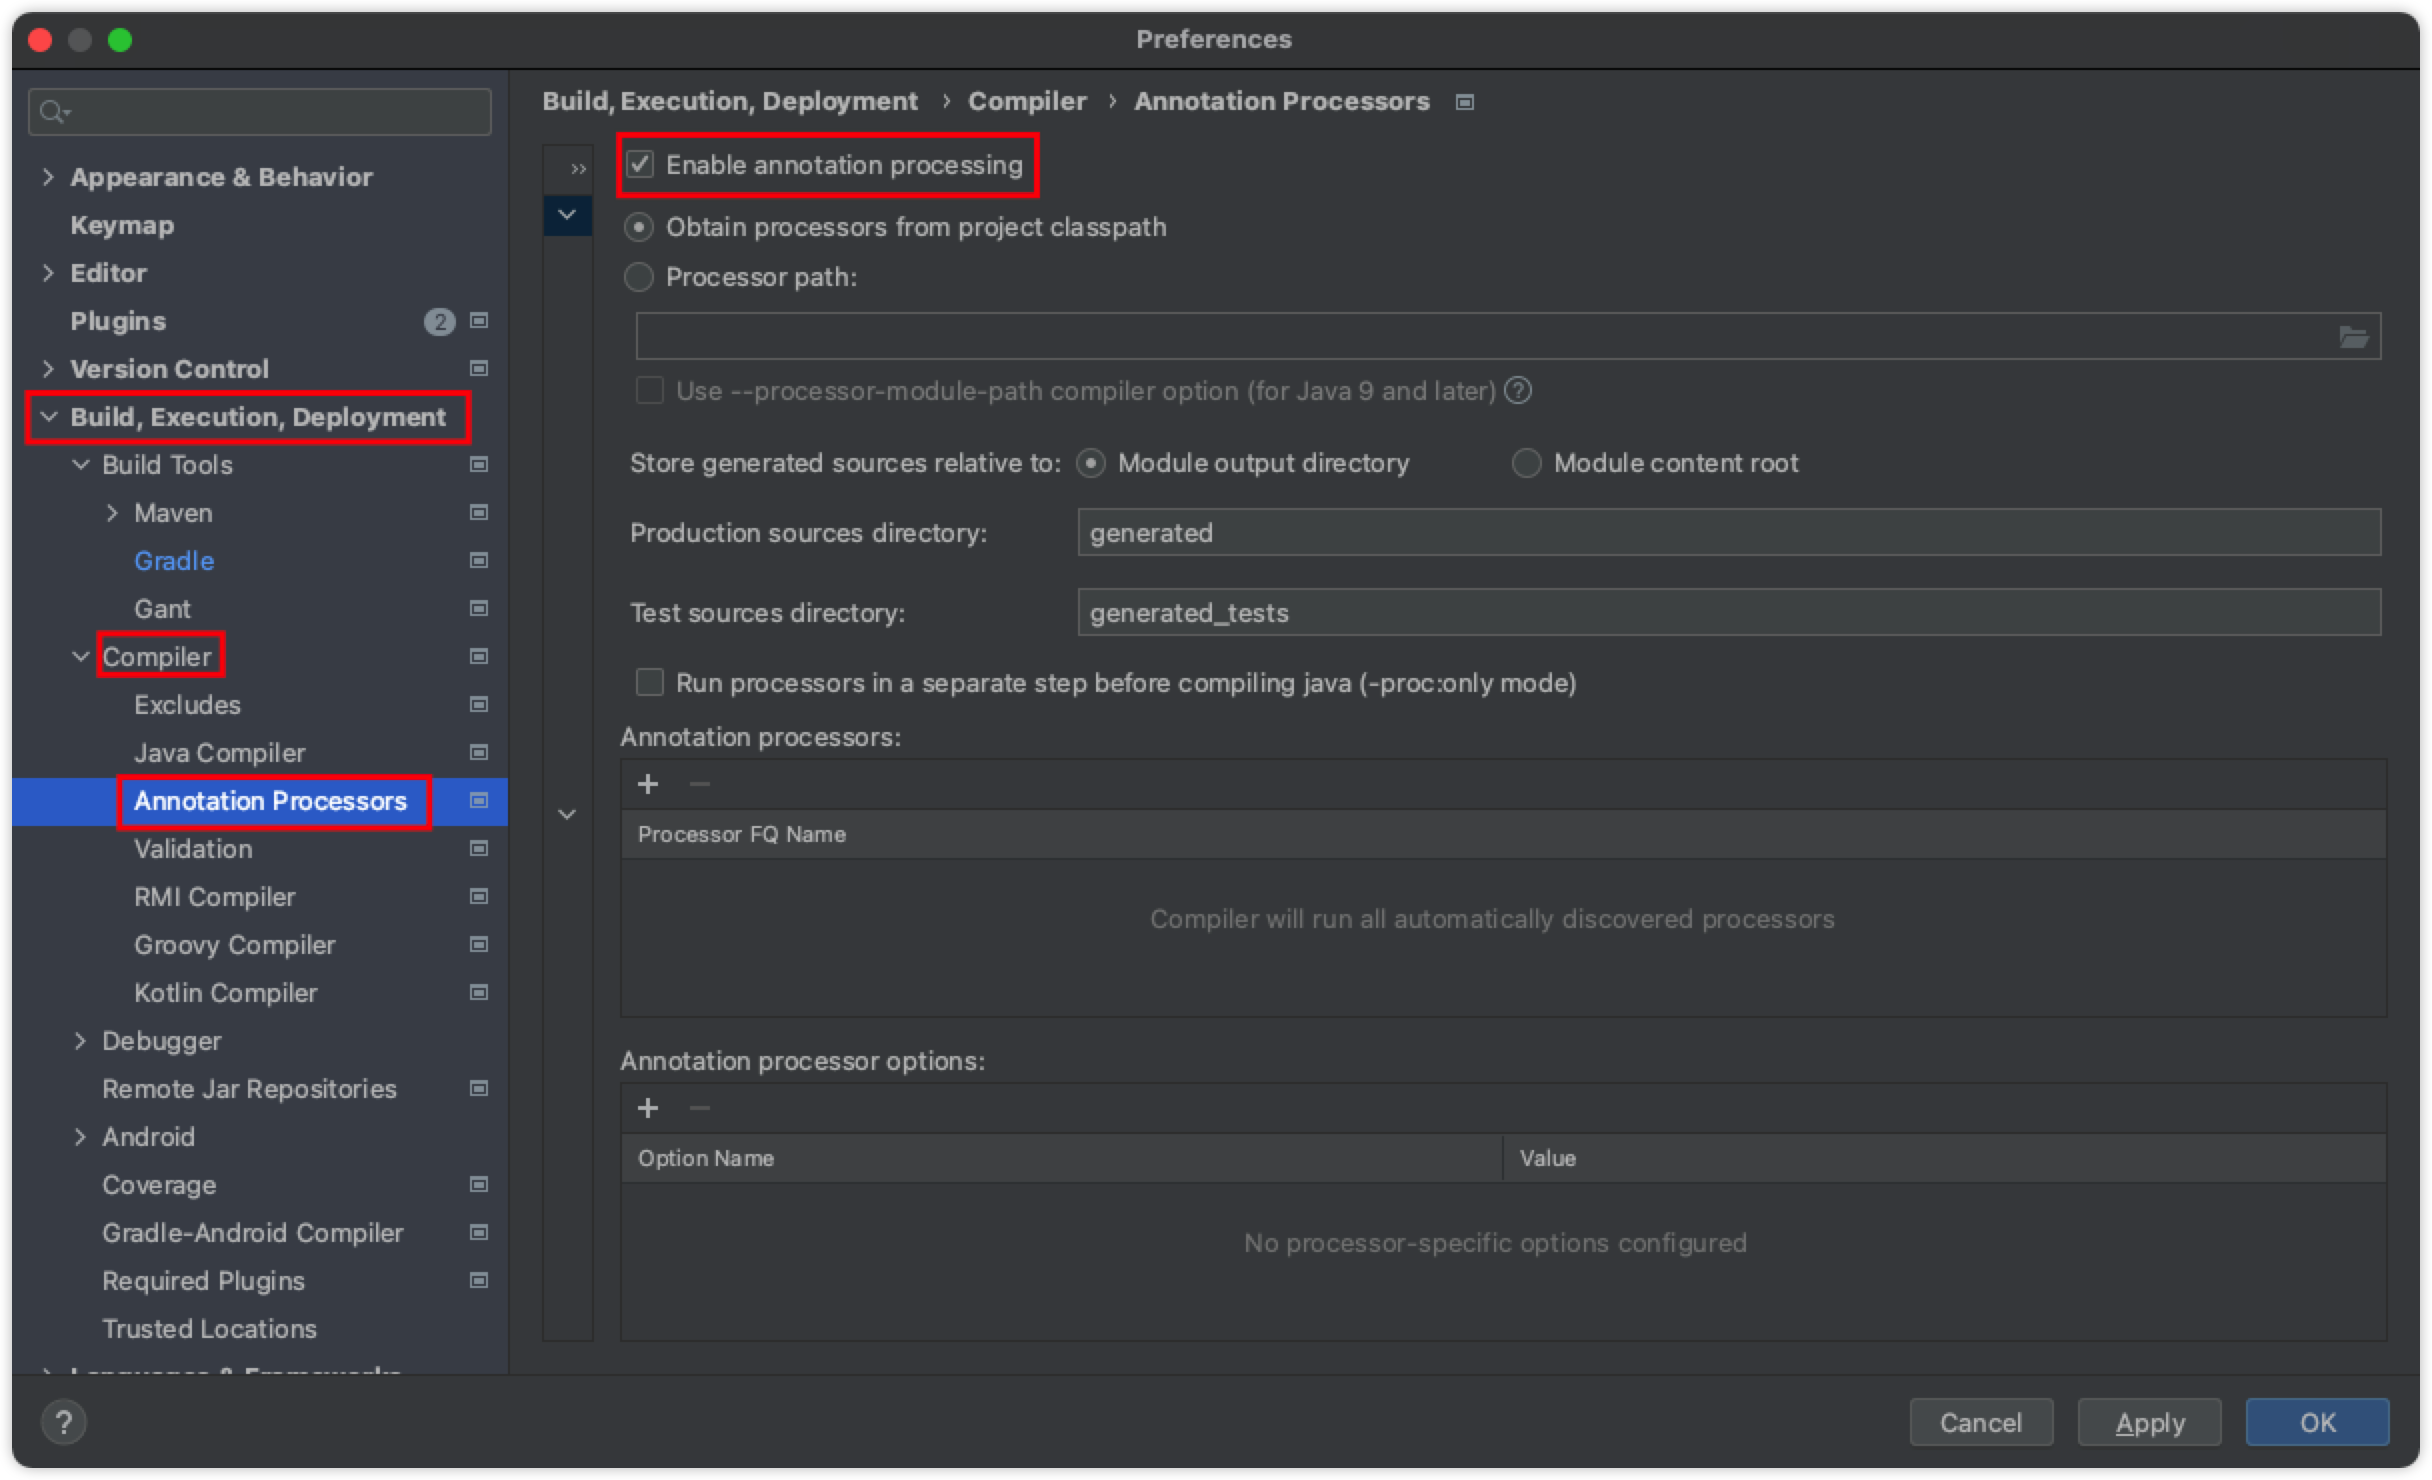 Preferences
Appearance & Behavior
Keymap
Editor
Plugins 2
Version Control
Build, Execution, Deployment
Build Tools
Maven
Gradle
Gant
Compiler
Excludes
Java Compiler
Annotation Processors
Validation
RMI Compiler
Groovy Compiler
Kotlin Compiler
Debugger
Remote Jar Repositories
Android
Coverage
Gradle-Android Compiler
Required Plugins
Trusted Locations
Languages & Frameworks
Build, Execution, Deployment › Compiler › Annotation Processors
Enable annotation processing
Obtain processors from project classpath
Processor path:
Use --processor-module-path compiler option (for Java 9 and later) ?
Store generated sources relative to: Module output directory Module content root
Production sources directory: generated
Test sources directory: generated_tests
Run processors in a separate step before compiling java (-proc:only mode)
Annotation processors:
Processor FQ Name
Compiler will run all automatically discovered processors
Annotation processor options:
Option Name Value
No processor-specific options configured
? Cancel Apply OK